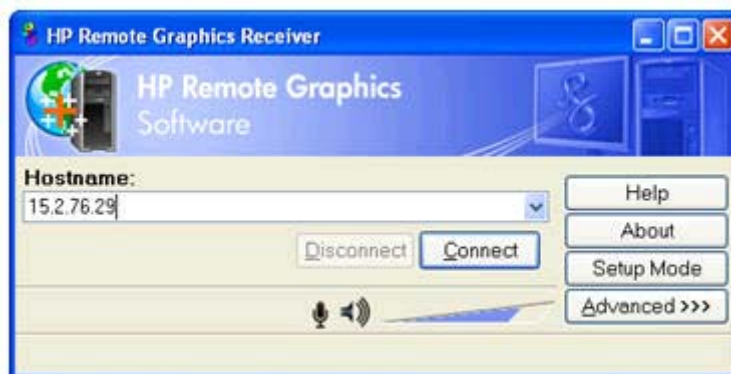 HP Remote Graphics Receiver
HP Remote Graphics
Software
Hostname:
15.2.76.29
Help
About
Disconnect
Connect
Setup Mode
Advanced >>>